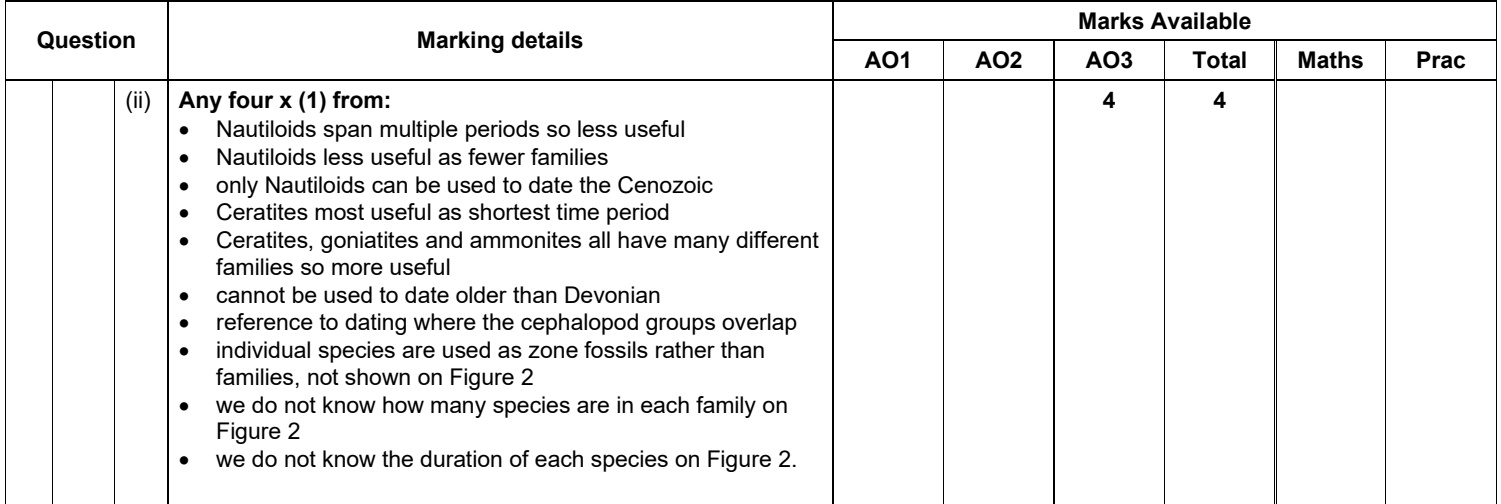 Question Marking details Marks Available
AO1 AO2 AO3 Total Maths Prac
(ii) Any four x (1) from: 4 4
• Nautiloids span multiple periods so less useful
• Nautiloids less useful as fewer families
• only Nautiloids can be used to date the Cenozoic
• Ceratites most useful as shortest time period
• Ceratites, goniatites and ammonites all have many different
families so more useful
• cannot be used to date older than Devonian
• reference to dating where the cephalopod groups overlap
• individual species are used as zone fossils rather than
families, not shown on Figure 2
• we do not know how many species are in each family on
Figure 2
• we do not know the duration of each species on Figure 2.